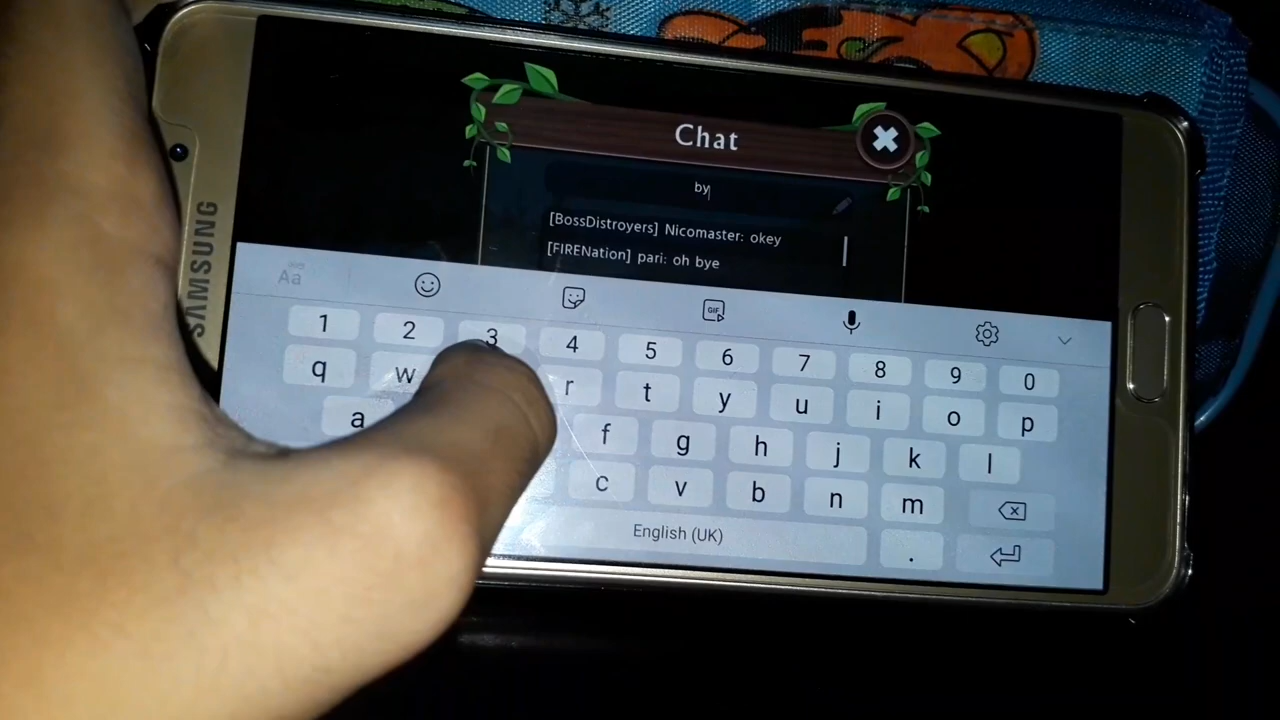 SAMSUNG
Chat
by
[BossDistroyers] Nicomaster: okey
[FIRENation] pari: oh bye
Aa
GIF
1 2 3 4 5 6 7 8 9 0
q w r t y u i o p
a f g h j k l
c v b n m
English (UK) .